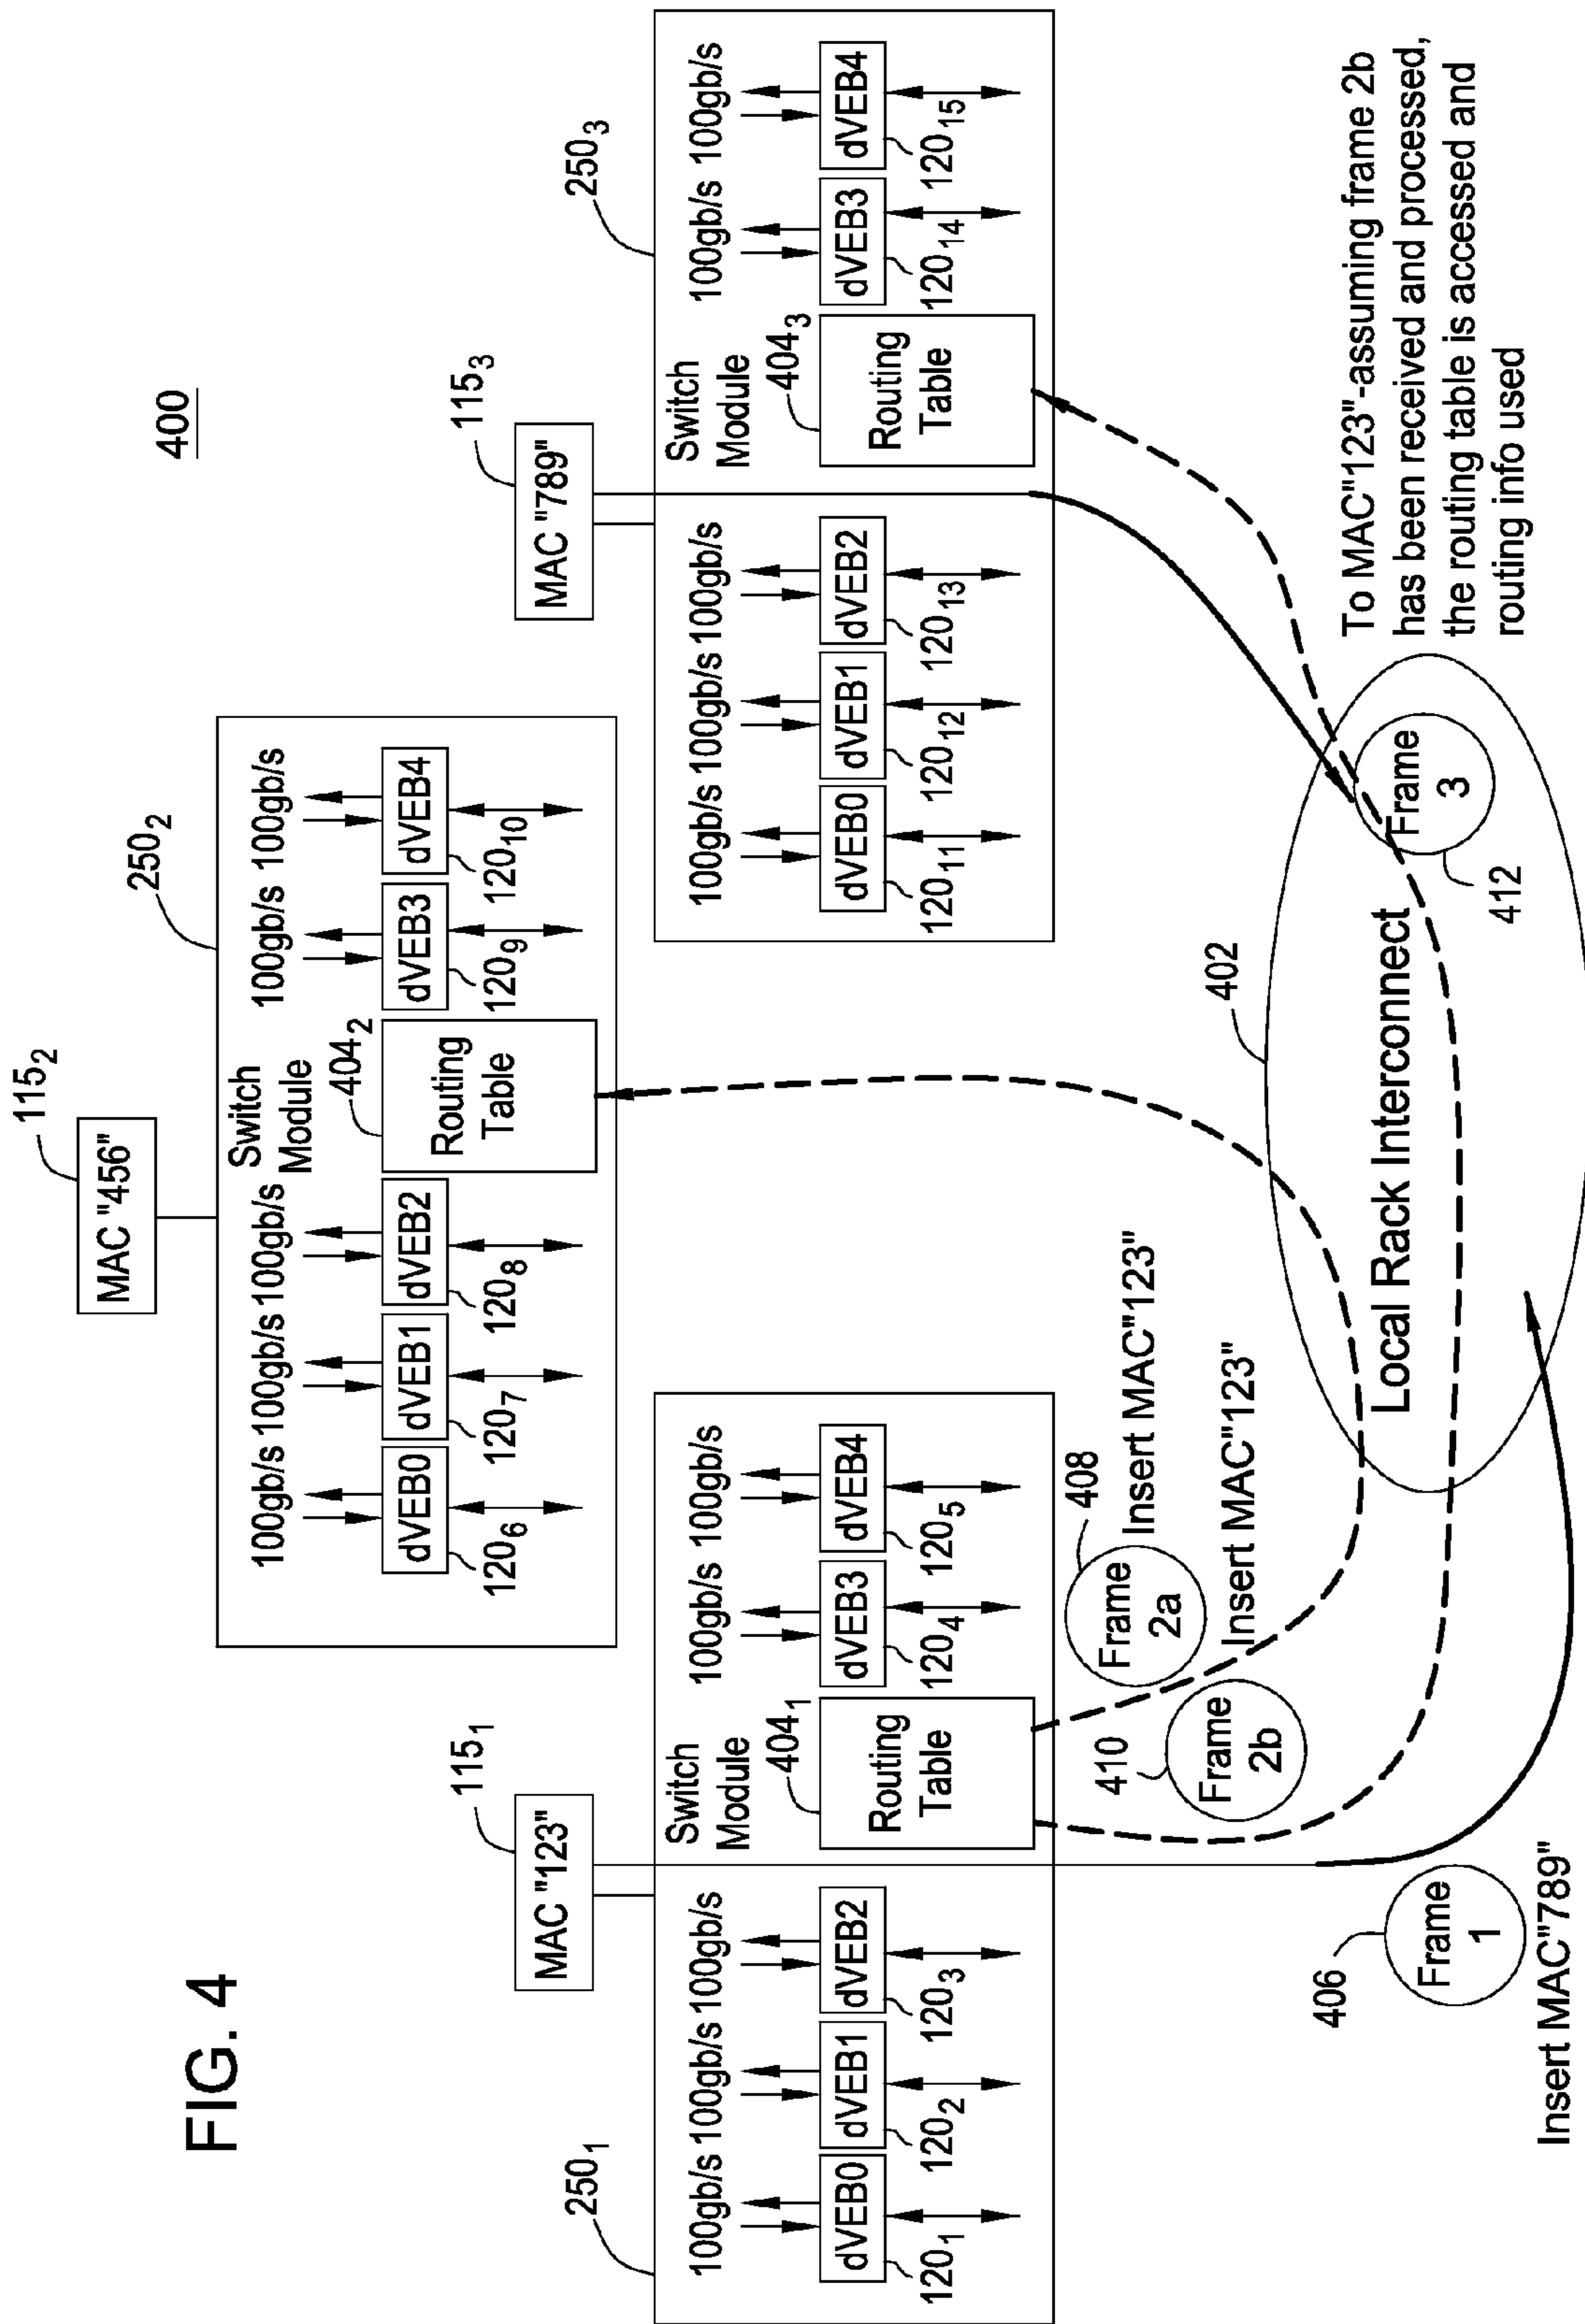 FIG. 4
400
115₂
MAC "456"
250₂
Switch
Module
100gb/s 100gb/s 100gb/s 100gb/s 100gb/s
dVEB0 dVEB1 dVEB2 dVEB3 dVEB4
404₂
Routing
Table
120₆ 120₇ 120₈ 120₉ 120₁₀
115₁
MAC "123"
250₁
Switch
Module
100gb/s 100gb/s 100gb/s 100gb/s 100gb/s
dVEB0 dVEB1 dVEB2 dVEB3 dVEB4
404₁
Routing
Table
120₁ 120₂ 120₃ 120₄ 120₅
115₃
MAC "789"
250₃
Switch
Module
100gb/s 100gb/s 100gb/s 100gb/s 100gb/s
dVEB0 dVEB1 dVEB2 dVEB3 dVEB4
404₃
Routing
Table
120₁₁ 120₁₂ 120₁₃ 120₁₄ 120₁₅
408
Frame
2a
Insert MAC"123"
410
Frame
2b
Insert MAC"123"
406
Frame
1
Insert MAC"789"
402
Local Rack Interconnect
Frame
3
412
To MAC"123"-assuming frame 2b
has been received and processed,
the routing table is accessed and
routing info used